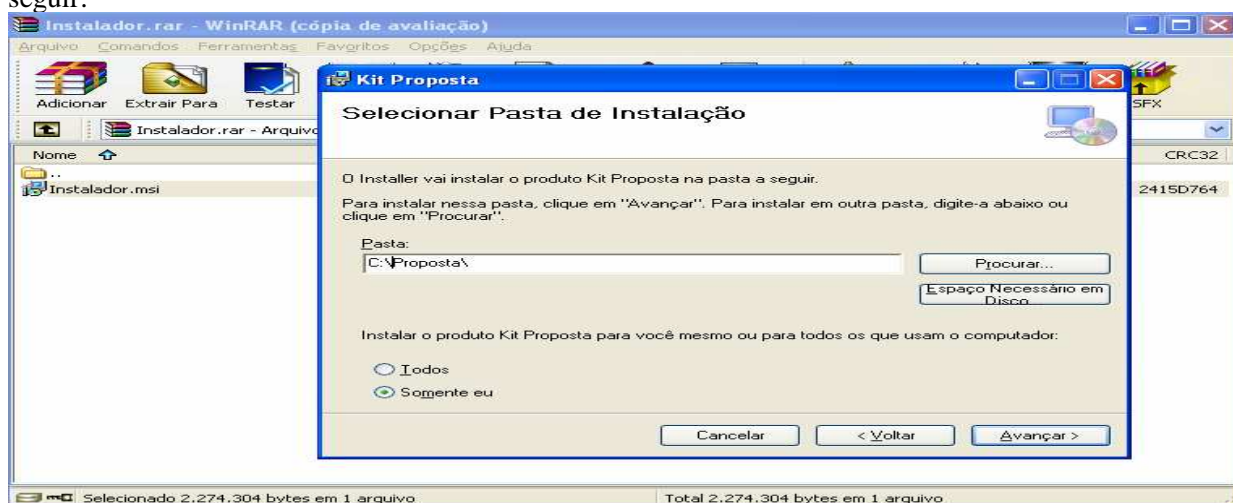 seguir:
Instalador.rar - WinRAR (cópia de avaliação)
Arquivo Comandos Ferramentas Favoritos Opções Ajuda
Adicionar Extrair Para Testar SFX
Kit Proposta
Selecionar Pasta de Instalação
Instalador.rar - Arquivo
Nome CRC32
..
Instalador.msi 2415D764
O Installer vai instalar o produto Kit Proposta na pasta a seguir.
Para instalar nessa pasta, clique em "Avançar". Para instalar em outra pasta, digite-a abaixo ou
clique em "Procurar".
Pasta:
C:\Proposta\
Procurar...
Espaço Necessário em
Disco
Instalar o produto Kit Proposta para você mesmo ou para todos os que usam o computador:
Todos
Somente eu
Cancelar < Voltar Avançar >
Selecionado 2.274.304 bytes em 1 arquivo Total 2.274.304 bytes em 1 arquivo